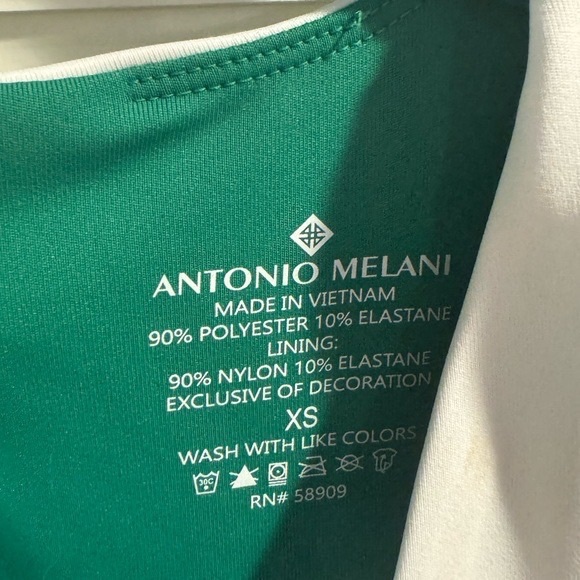 ANTONIO MELANI
MADE IN VIETNAM
90% POLYESTER 10% ELASTANE
LINING:
90% NYLON 10% ELASTANE
EXCLUSIVE OF DECORATION
XS
WASH WITH LIKE COLORS
30C
RN# 58909